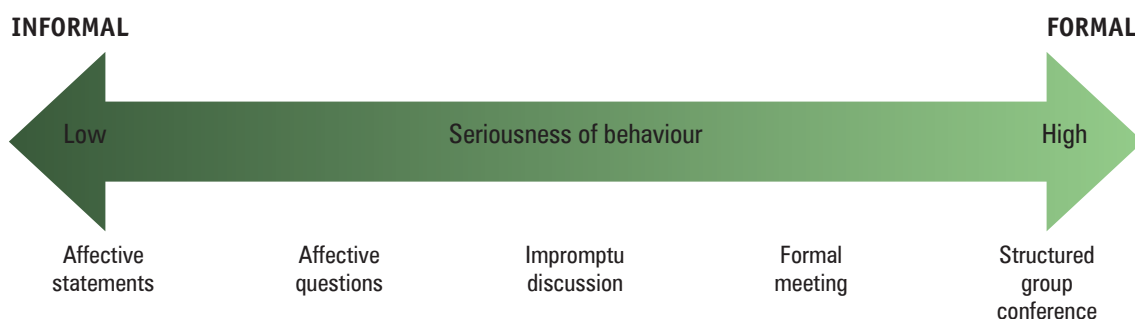 INFORMAL FORMAL
Low Seriousness of behaviour High
Affective
statements
Affective
questions
Impromptu
discussion
Formal
meeting
Structured
group
conference